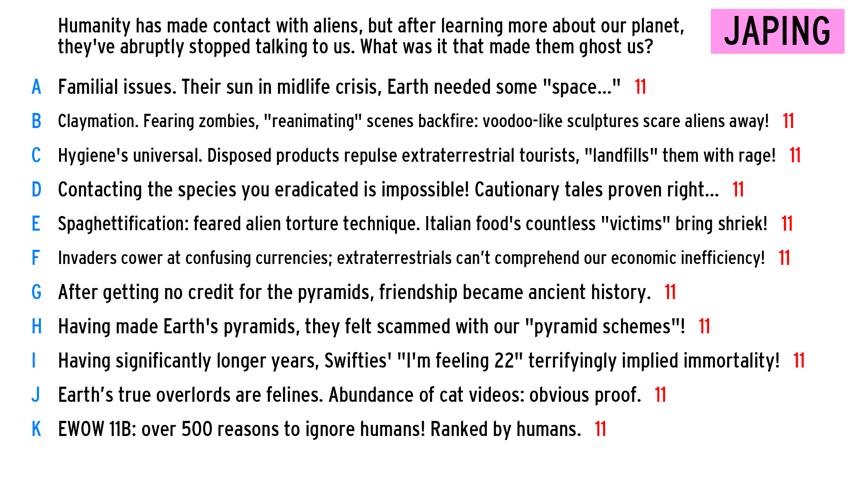 Humanity has made contact with aliens, but after learning more about our planet,
they've abruptly stopped talking to us. What was it that made them ghost us?
JAPING
A Familial issues. Their sun in midlife crisis, Earth needed some "space..." 11
B Claymation. Fearing zombies, "reanimating" scenes backfire: voodoo-like sculptures scare aliens away! 11
C Hygiene's universal. Disposed products repulse extraterrestrial tourists, "landfills" them with rage! 11
D Contacting the species you eradicated is impossible! Cautionary tales proven right... 11
E Spaghettification: feared alien torture technique. Italian food's countless "victims" bring shriek! 11
F Invaders cower at confusing currencies; extraterrestrials can’t comprehend our economic inefficiency! 11
G After getting no credit for the pyramids, friendship became ancient history. 11
H Having made Earth's pyramids, they felt scammed with our "pyramid schemes"! 11
I Having significantly longer years, Swifties' "I'm feeling 22" terrifyingly implied immortality! 11
J Earth’s true overlords are felines. Abundance of cat videos: obvious proof. 11
K EWOW 11B: over 500 reasons to ignore humans! Ranked by humans. 11